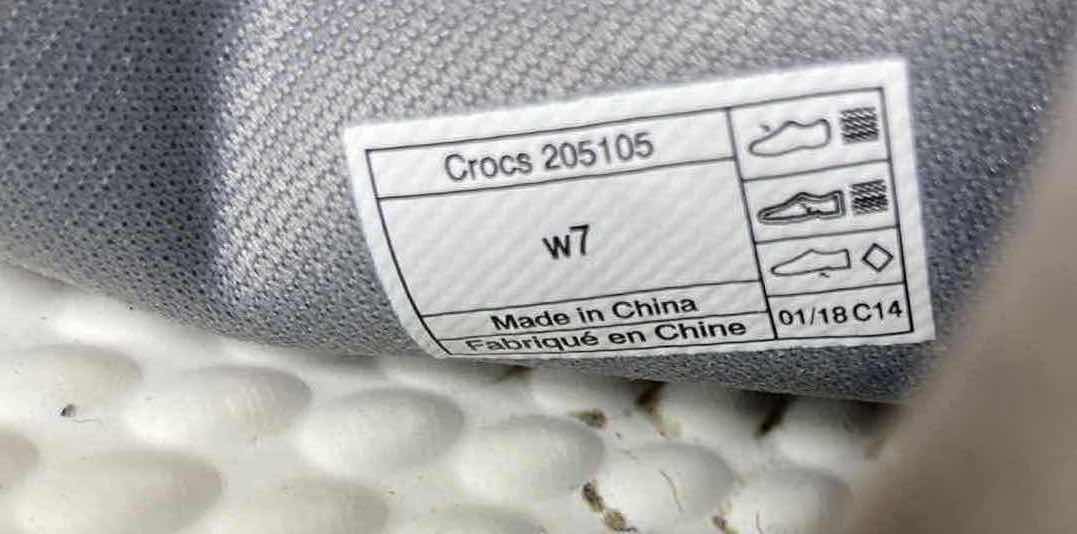 Crocs 205105
w7
Made in China
Fabriqué en Chine
01/18 C14